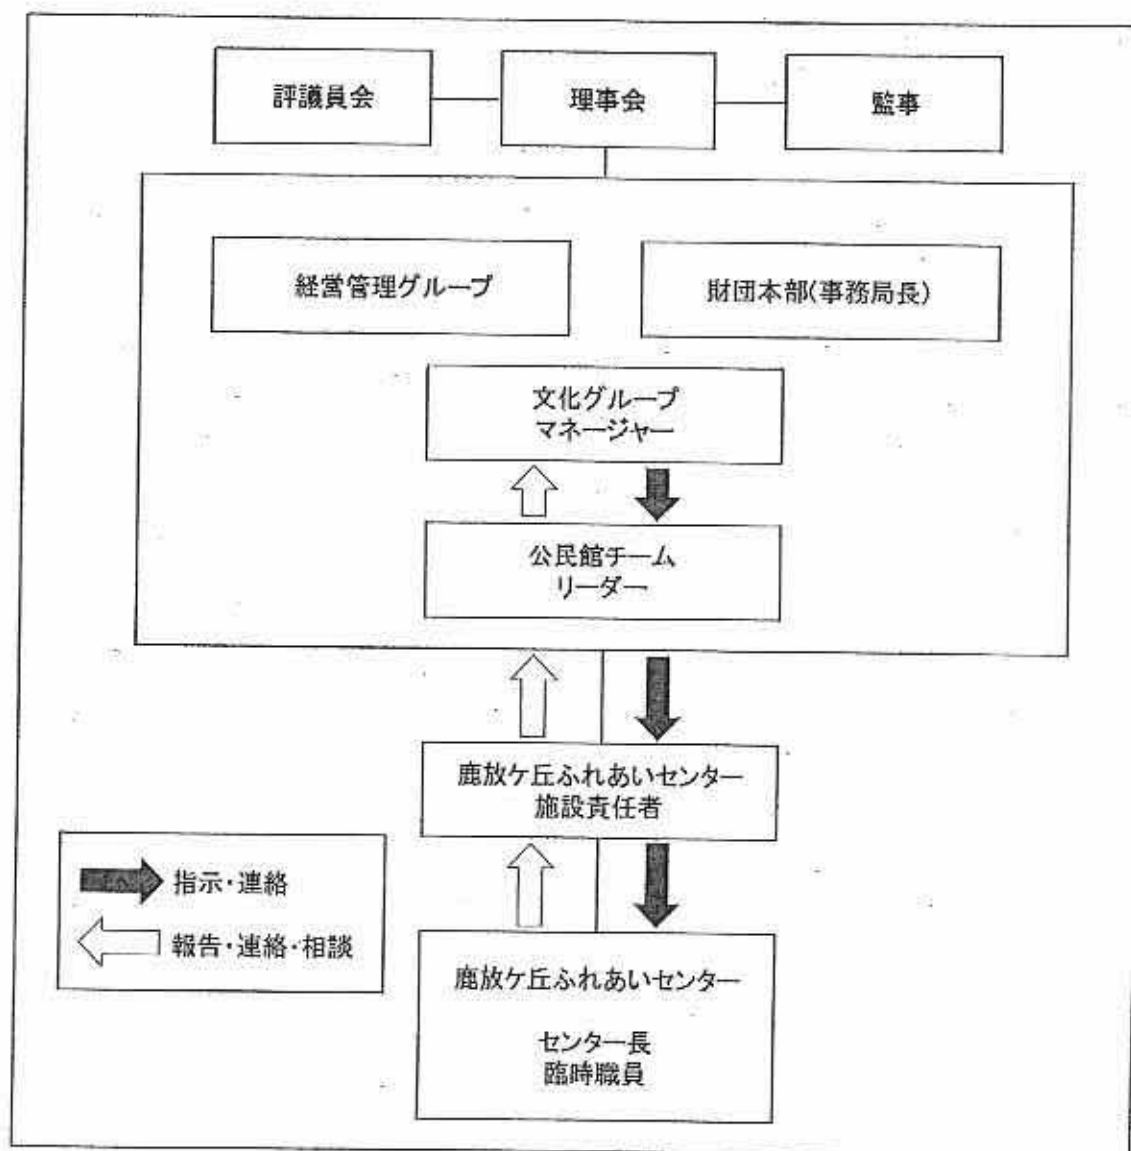 評議員会
理事会
監事
経営管理グループ
財団本部(事務局長)
文化グループ
マネージャー
公民館チーム
リーダー
鹿放ケ丘ふれあいセンター
施設責任者
指示・連絡
報告・連絡・相談
鹿放ケ丘ふれあいセンター
センター長
臨時職員